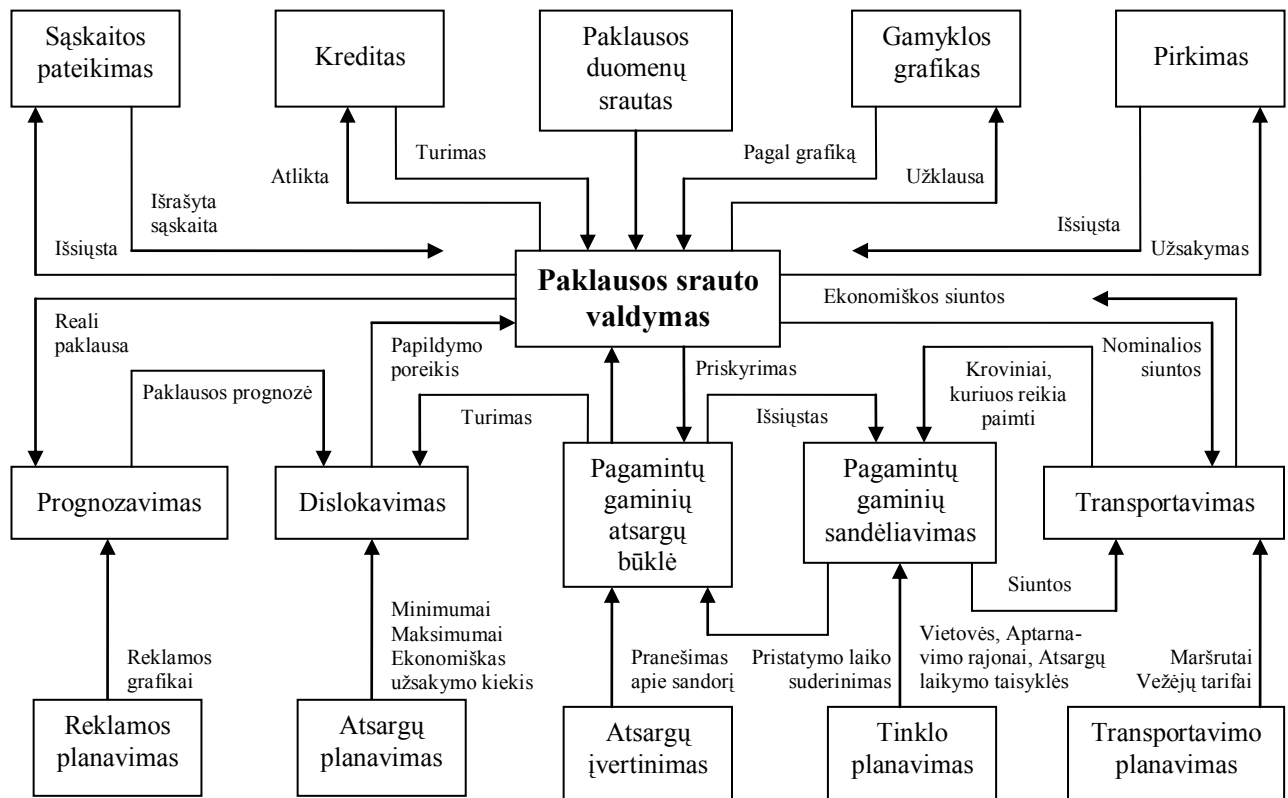 Sąskaitos
pateikimas
Kreditas
Paklausos
duomenų
srautas
Gamyklos
grafikas
Pirkimas
Turimas
Pagal grafiką
Atlikta
Užklausa
Išrašyta
sąskaita
Išsiųsta
Išsiųsta
Užsakymas
Paklausos srauto
valdymas
Ekonomiškos siuntos
Reali
paklausa
Papildymo
poreikis
Priskyrimas
Kroviniai,
kuriuos reikia
paimti
Nominalios
siuntos
Paklausos prognozė
Turimas
Išsiųstas
Prognozavimas
Dislokavimas
Pagamintų
gaminių
atsargų
būklė
Pagamintų
gaminių
sandėliavimas
Transportavimas
Siuntos
Reklamos
grafikai
Minimumai
Maksimumai
Ekonomiškas
užsakymo kiekis
Pranešimas
apie sandorį
Pristatymo laiko
suderinimas
Vietovės, Aptarna-
vimo rajonai, Atsargų
laikymo taisyklės
Maršrutai
Vežėjų tarifai
Reklamos
planavimas
Atsargų
planavimas
Atsargų
įvertinimas
Tinklo
planavimas
Transportavimo
planavimas